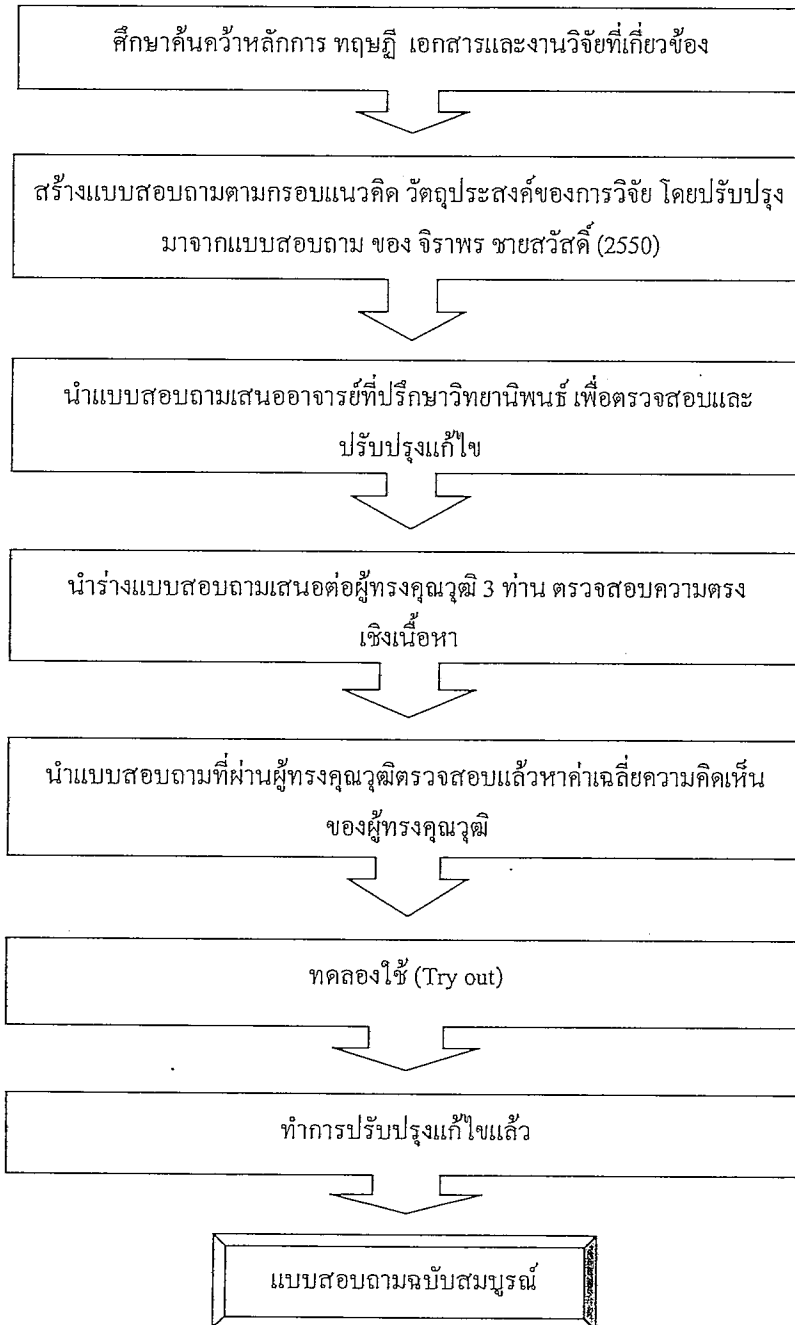 ศึกษาค้นคว้าหลักการ ทฤษฎี เอกสารและงานวิจัยที่เกี่ยวข้อง
สร้างแบบสอบถามตามกรอบแนวคิด วัตถุประสงค์ของการวิจัย โดยปรับปรุง
มาจากแบบสอบถาม ของ จิราพร ชายสวัสดิ์ (2550)
นำแบบสอบถามเสนออาจารย์ที่ปรึกษาวิทยานิพนธ์ เพื่อตรวจสอบและ
ปรับปรุงแก้ไข
นำร่างแบบสอบถามเสนอต่อผู้ทรงคุณวุฒิ 3 ท่าน ตรวจสอบความตรง
เชิงเนื้อหา
นำแบบสอบถามที่ผ่านผู้ทรงคุณวุฒิตรวจสอบแล้วหาค่าเฉลี่ยความคิดเห็น
ของผู้ทรงคุณวุฒิ
ทดลองใช้ (Try out)
ทำการปรับปรุงแก้ไขแล้ว
แบบสอบถามฉบับสมบูรณ์